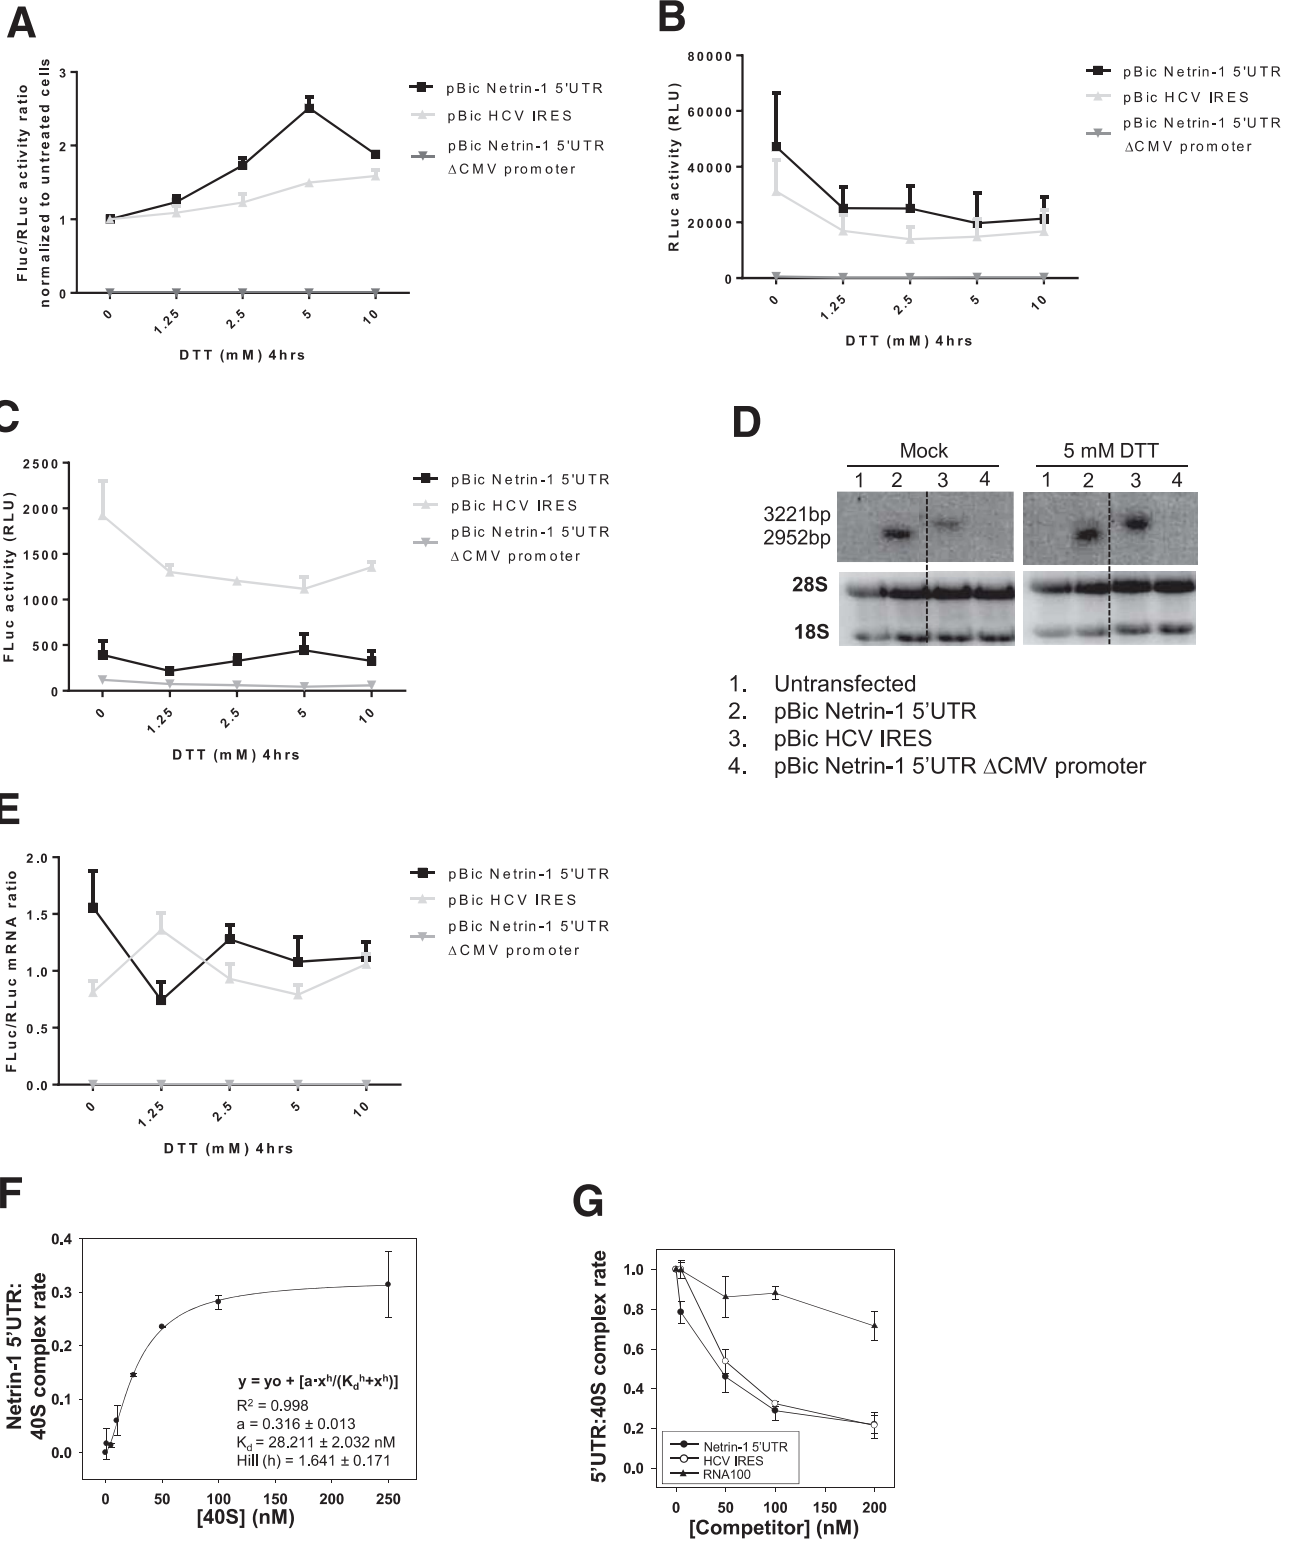 A
Fluc/RLuc activity ratio
normalized to untreated cells
3
2
1
0
0
1.25
2.5
5
10
DTT (mM) 4hrs
pBic Netrin-1 5'UTR
pBic HCV IRES
pBic Netrin-1 5'UTR
ΔCMV promoter
B
RLuc activity (RLU)
80000
60000
40000
20000
0
0
1.25
2.5
5
10
DTT (mM) 4hrs
pBic Netrin-1 5'UTR
pBic HCV IRES
pBic Netrin-1 5'UTR
ΔCMV promoter
C
FLuc activity (RLU)
2500
2000
1500
1000
500
0
0
1.25
2.5
5
10
DTT (mM) 4hrs
pBic Netrin-1 5'UTR
pBic HCV IRES
pBic Netrin-1 5'UTR
ΔCMV promoter
D
Mock
5 mM DTT
1 2 3 4
1 2 3 4
3221bp
2952bp
28S
18S
1. Untransfected
2. pBic Netrin-1 5'UTR
3. pBic HCV IRES
4. pBic Netrin-1 5'UTR ΔCMV promoter
E
FLuc/RLuc mRNA ratio
2.0
1.5
1.0
0.5
0.0
0
1.25
2.5
5
10
DTT (mM) 4hrs
pBic Netrin-1 5'UTR
pBic HCV IRES
pBic Netrin-1 5'UTR
ΔCMV promoter
F
Netrin-1 5'UTR:
40S complex rate
0.4
0.3
0.2
0.1
0.0
y = yo + [a·xʰ/(K_dʰ+xʰ)]
R² = 0.998
a = 0.316 ± 0.013
K_d = 28.211 ± 2.032 nM
Hill (h) = 1.641 ± 0.171
0 50 100 150 200 250
[40S] (nM)
G
5'UTR:40S complex rate
1.0
0.8
0.6
0.4
0.2
0.0
Netrin-1 5'UTR
HCV IRES
RNA100
0 50 100 150 200
[Competitor] (nM)